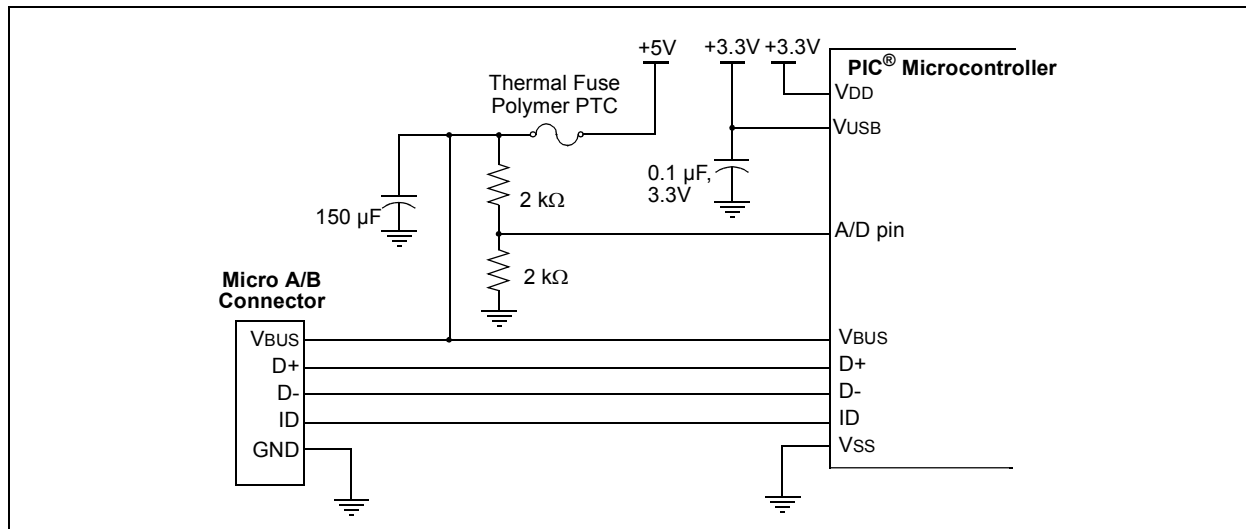 +5V
+3.3V
+3.3V
PIC® Microcontroller
VDD
Thermal Fuse
Polymer PTC
VUSB
0.1 µF,
3.3V
2 kΩ
150 µF
A/D pin
2 kΩ
Micro A/B
Connector
VBUS
VBUS
D+
D+
D-
D-
ID
ID
GND
VSS